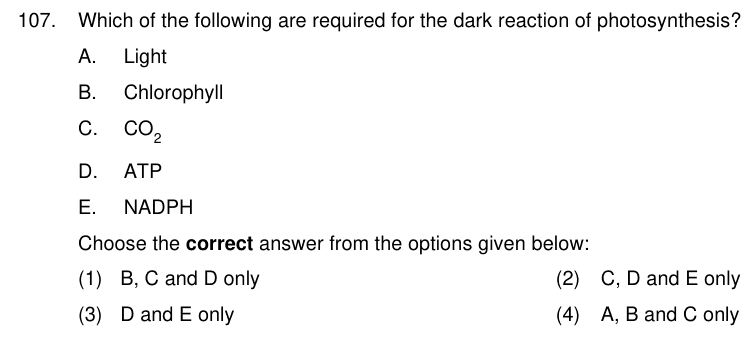 107. Which of the following are required for the dark reaction of photosynthesis?
A. Light
B. Chlorophyll
C. CO₂
D. ATP
E. NADPH
Choose the correct answer from the options given below:
(1) B, C and D only (2) C, D and E only
(3) D and E only (4) A, B and C only